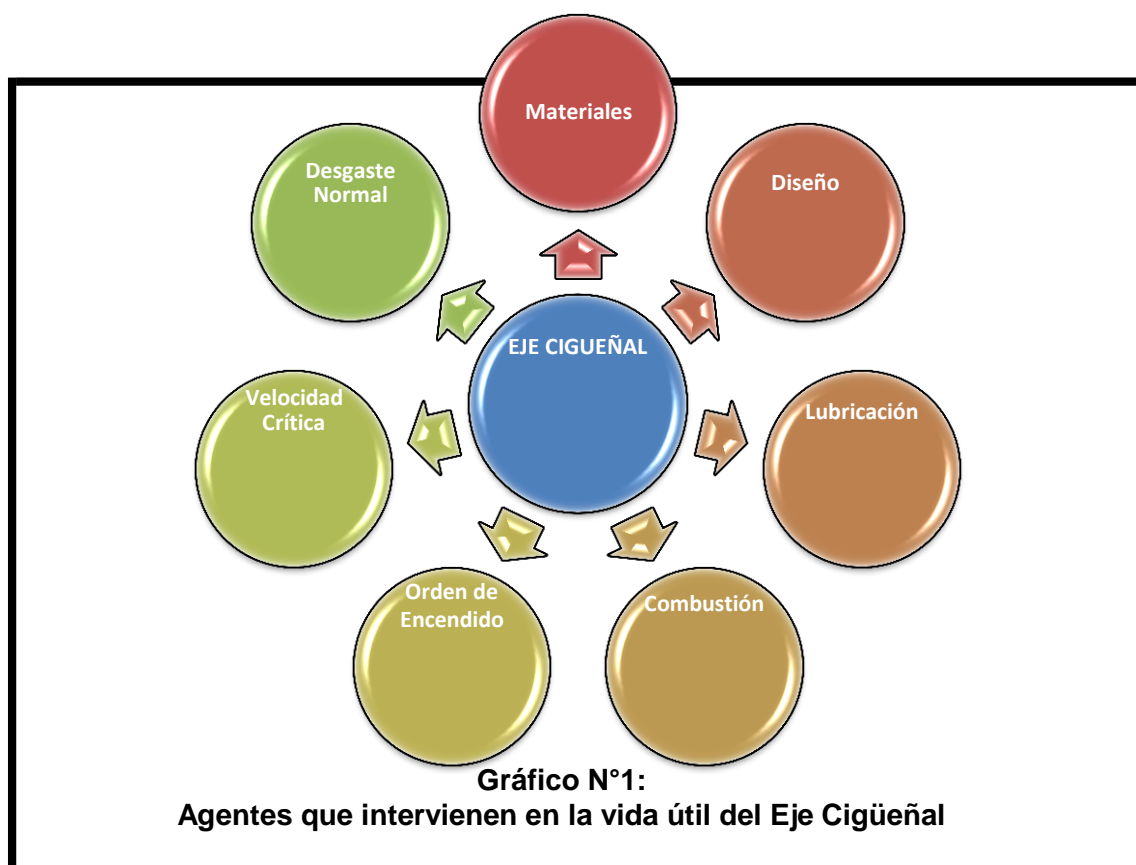 Materiales
Diseño
Lubricación
Combustión
Orden de
Encendido
Velocidad
Crítica
Desgaste
Normal
EJE CIGUEÑAL
Gráfico N°1:
Agentes que intervienen en la vida útil del Eje Cigüeñal